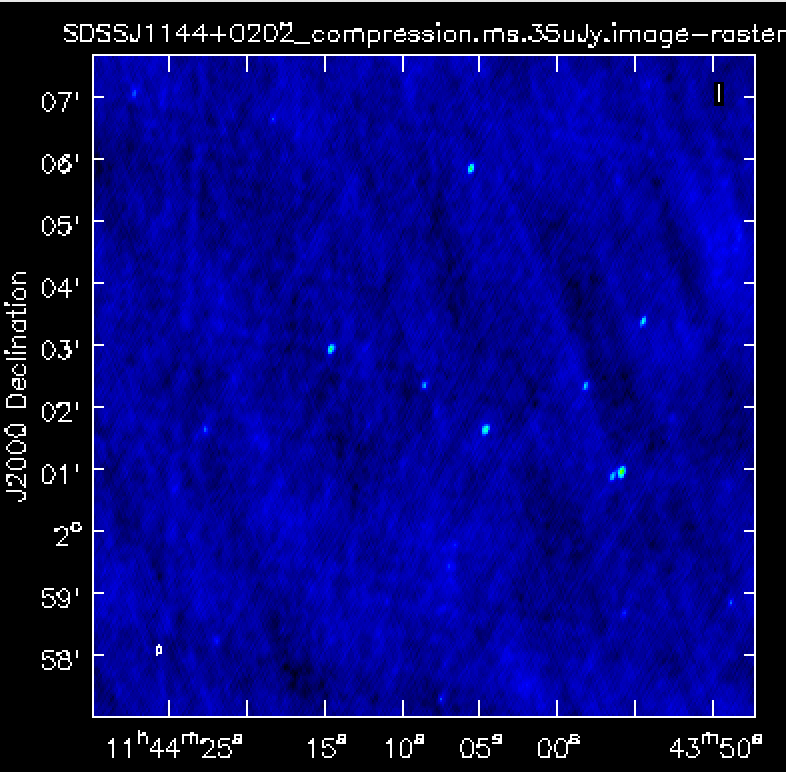 SDSSJ1144+0202_compression.ms.35uJy.image-raster
I
07'
06'
05'
04'
03'
02'
01'
2°
59'
58'
J2000 Declination
11ʰ44ᵐ25ˢ 15ˢ 10ˢ 05ˢ 00ˢ 43ᵐ50ˢ